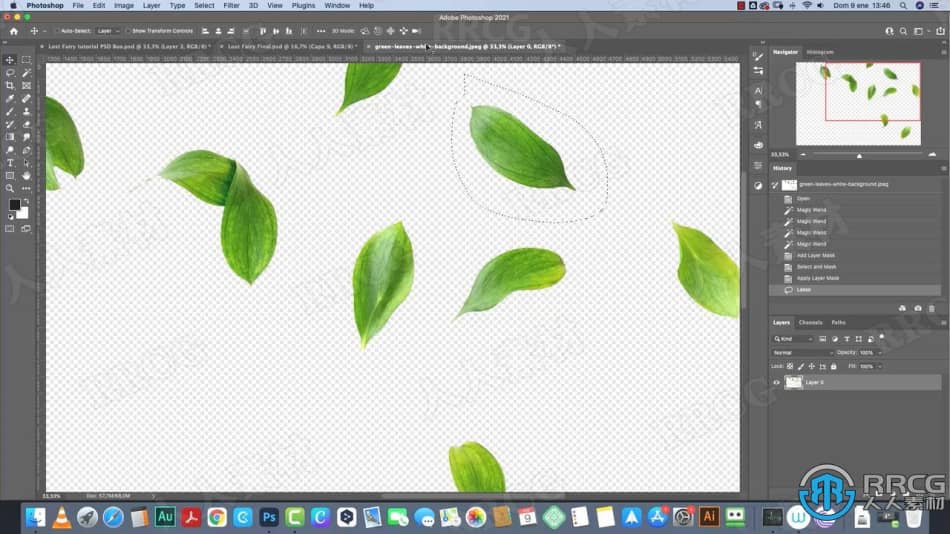 Photoshop File Edit Image Layer Type Select Filter 3D View Plugins Window Help Dom 9 ene 13:46
Adobe Photoshop 2021
Auto-Select: Layer Show Transform Controls 3D Mode:
Lost Fairy tutorial PSD Bua.psd @ 33,3% (Layer 3, RGB/8) * Lost Fairy Final.psd @ 16,7% (Capa 9, RGB/8) * green-leaves-white-background.jpeg @ 33,3% (Layer 0, RGB/8*) *
Navigator Histogram
33,33%
History
green-leaves-white-background.jpeg
Open
Magic Wand
Magic Wand
Magic Wand
Magic Wand
Add Layer Mask
Select and Mask
Apply Layer Mask
Lasso
Layers Channels Paths
Kind
Normal Opacity: 100%
Lock: Fill: 100%
Layer 0
33,33% Doc: 57,7M/68,0M
RRCG
人人素材